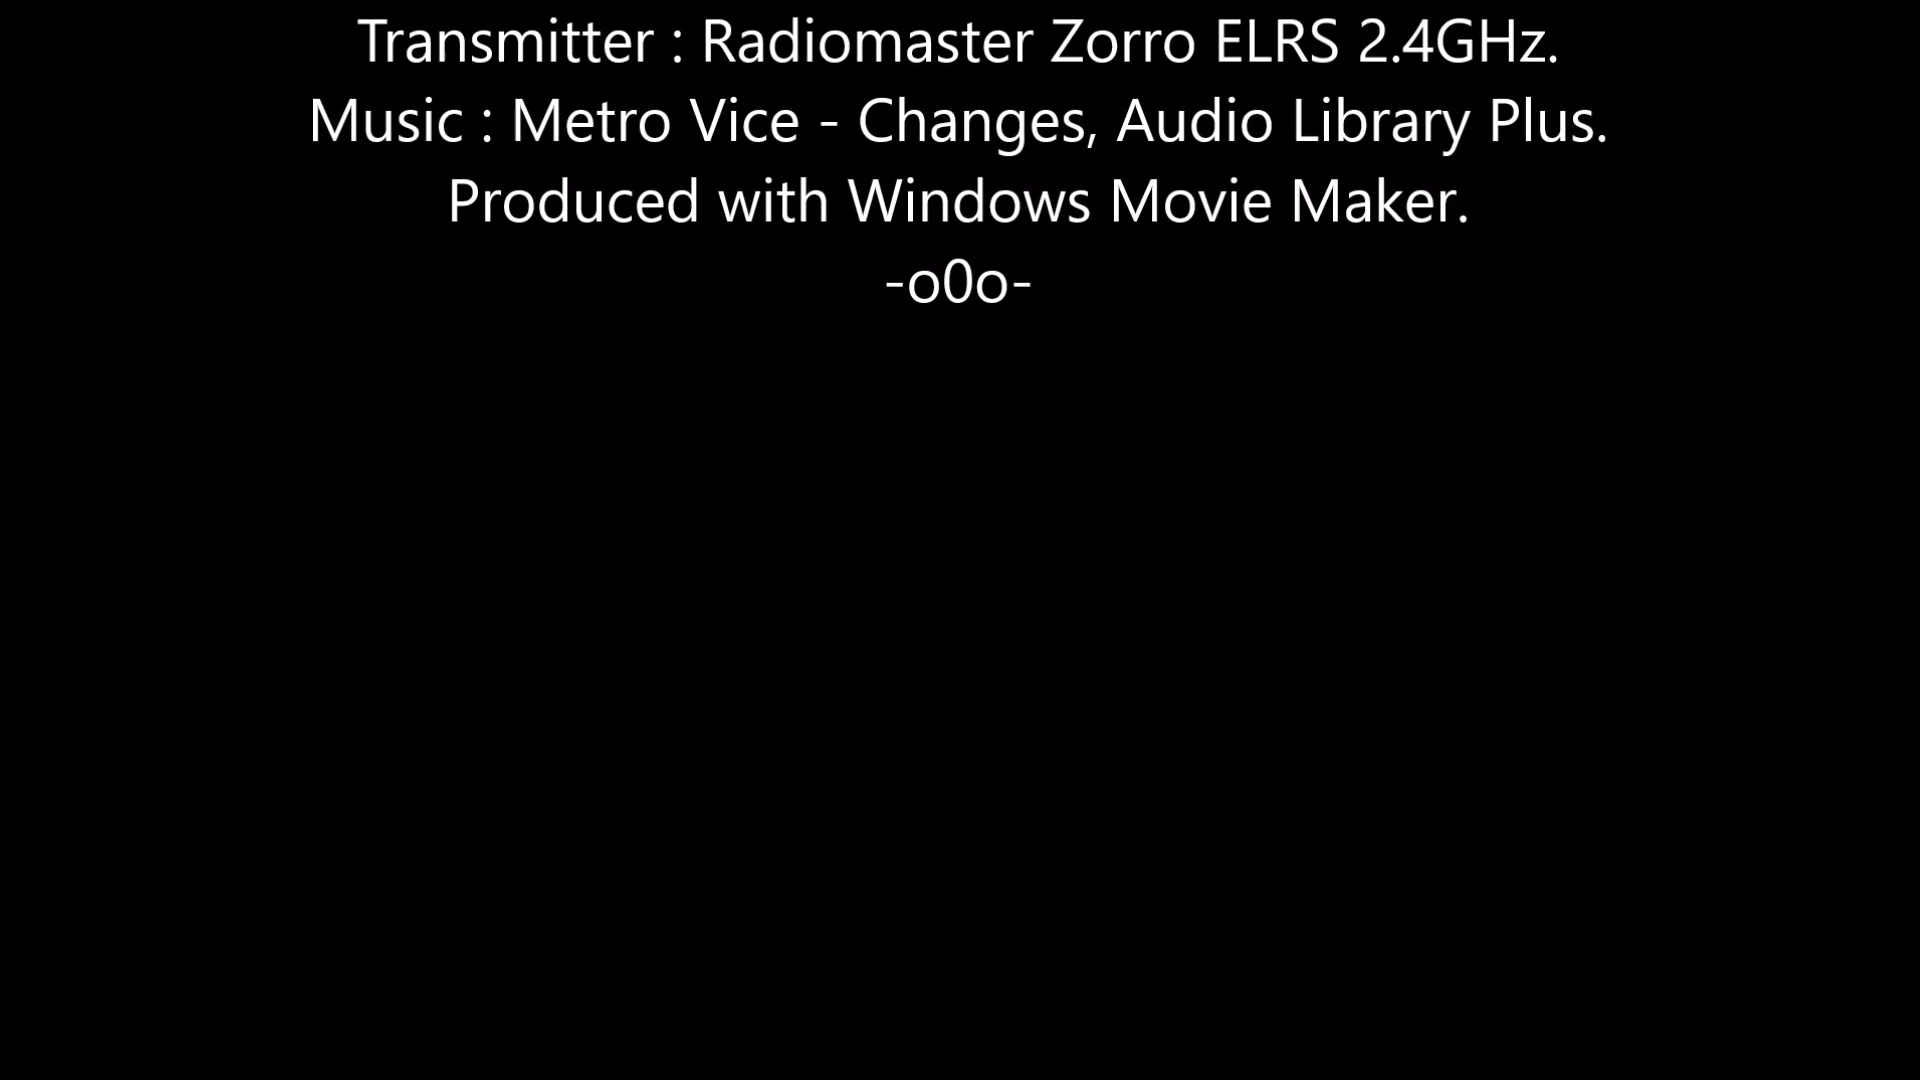 Transmitter : Radiomaster Zorro ELRS 2.4GHz.
Music : Metro Vice - Changes, Audio Library Plus.
Produced with Windows Movie Maker.
-o0o-